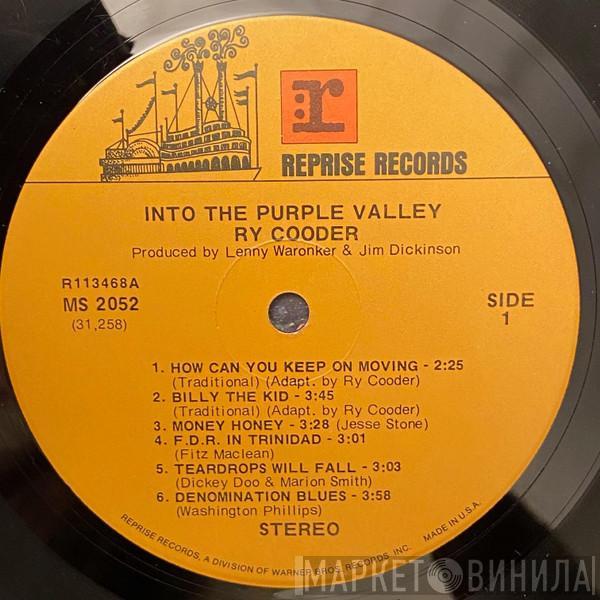 r
REPRISE RECORDS
INTO THE PURPLE VALLEY
RY COODER
Produced by Lenny Waronker & Jim Dickinson
R113468A
MS 2052
(31,258)
SIDE
1
1. HOW CAN YOU KEEP ON MOVING - 2:25
(Traditional) (Adapt. by Ry Cooder)
2. BILLY THE KID - 3:45
(Traditional) (Adapt. by Ry Cooder)
3. MONEY HONEY - 3:28 (Jesse Stone)
4. F.D.R. IN TRINIDAD - 3:01
(Fitz Maclean)
5. TEARDROPS WILL FALL - 3:03
(Dickey Doo & Marion Smith)
6. DENOMINATION BLUES - 3:58
(Washington Phillips)
STEREO
REPRISE RECORDS, A DIVISION OF WARNER BROS. RECORDS, INC. MADE IN U.S.A.
МАРКЕТ ВИНИЛА